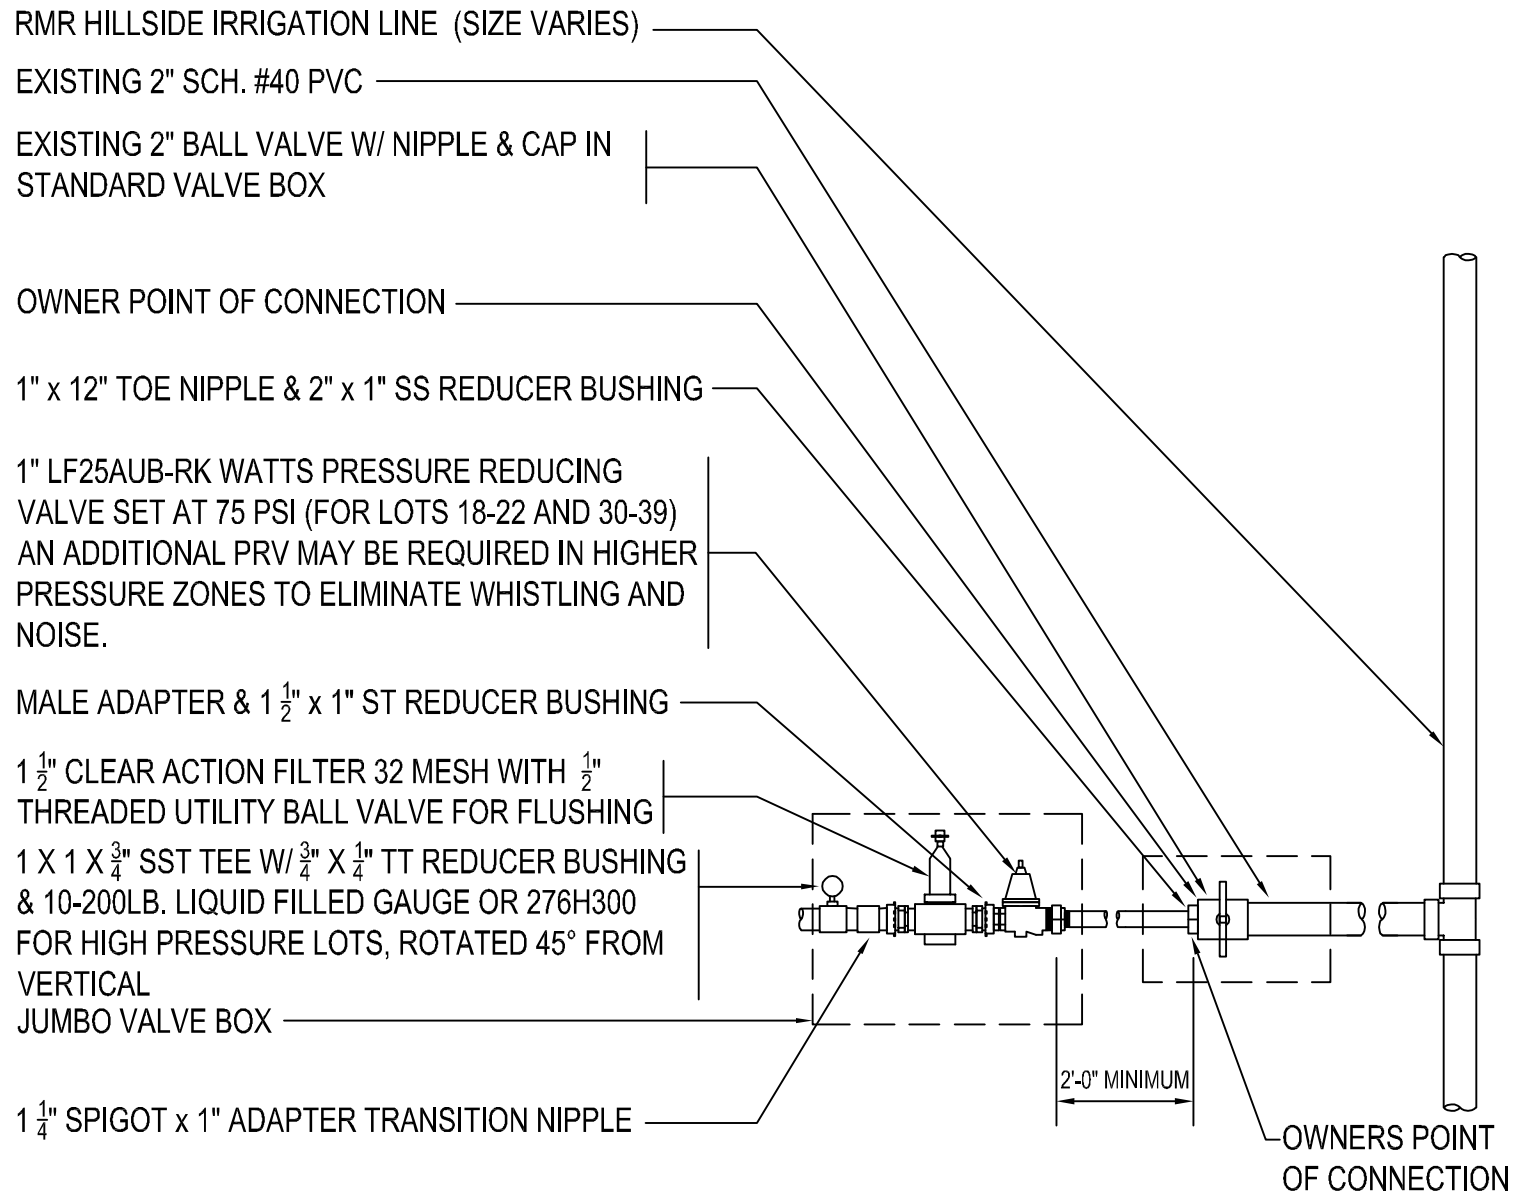 RMR HILLSIDE IRRIGATION LINE (SIZE VARIES)
EXISTING 2" SCH. #40 PVC
EXISTING 2" BALL VALVE W/ NIPPLE & CAP IN
STANDARD VALVE BOX
OWNER POINT OF CONNECTION
1" x 12" TOE NIPPLE & 2" x 1" SS REDUCER BUSHING
1" LF25AUB-RK WATTS PRESSURE REDUCING
VALVE SET AT 75 PSI (FOR LOTS 18-22 AND 30-39)
AN ADDITIONAL PRV MAY BE REQUIRED IN HIGHER
PRESSURE ZONES TO ELIMINATE WHISTLING AND
NOISE.
MALE ADAPTER & 1 1/2" x 1" ST REDUCER BUSHING
1 1/2" CLEAR ACTION FILTER 32 MESH WITH 1/2"
THREADED UTILITY BALL VALVE FOR FLUSHING
1 X 1 X 3/4" SST TEE W/ 3/4" X 1/4" TT REDUCER BUSHING
& 10-200LB. LIQUID FILLED GAUGE OR 276H300
FOR HIGH PRESSURE LOTS, ROTATED 45° FROM
VERTICAL
JUMBO VALVE BOX
1 1/4" SPIGOT x 1" ADAPTER TRANSITION NIPPLE
2'-0" MINIMUM
OWNERS POINT
OF CONNECTION